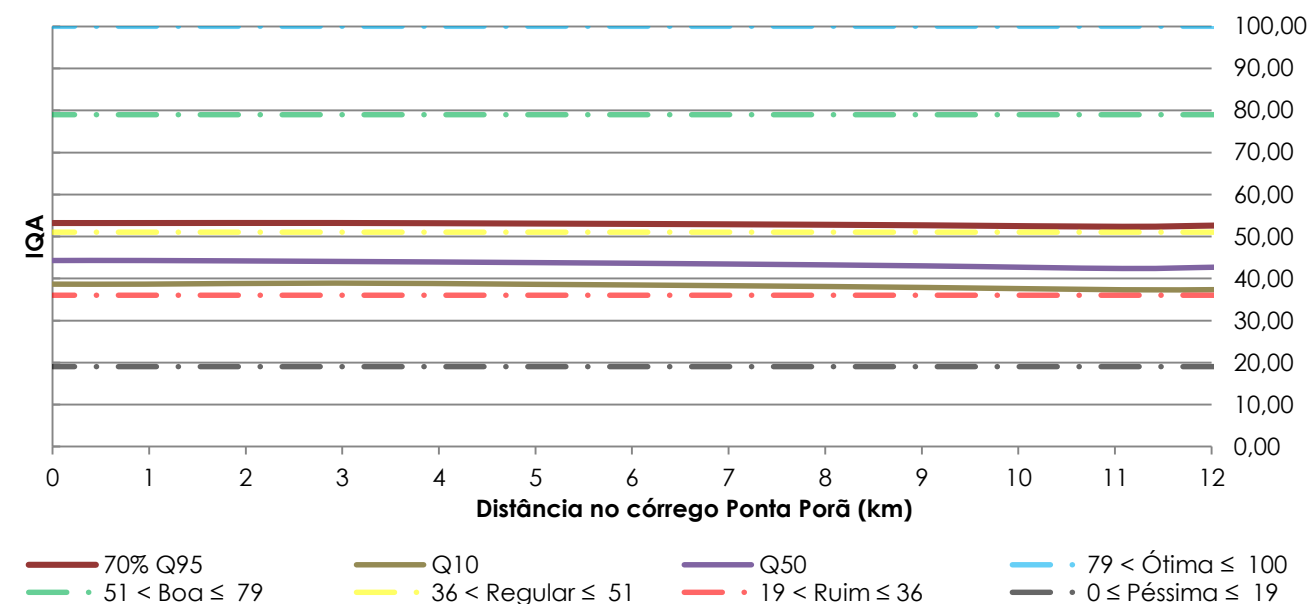 100,00
90,00
80,00
70,00
60,00
50,00
40,00
30,00
20,00
10,00
0,00
IQA
0 1 2 3 4 5 6 7 8 9 10 11 12
Distância no córrego Ponta Porã (km)
70% Q95 Q10 Q50 79 < Ótima ≤ 100
51 < Boa ≤ 79 36 < Regular ≤ 51 19 < Ruim ≤ 36 0 ≤ Péssima ≤ 19